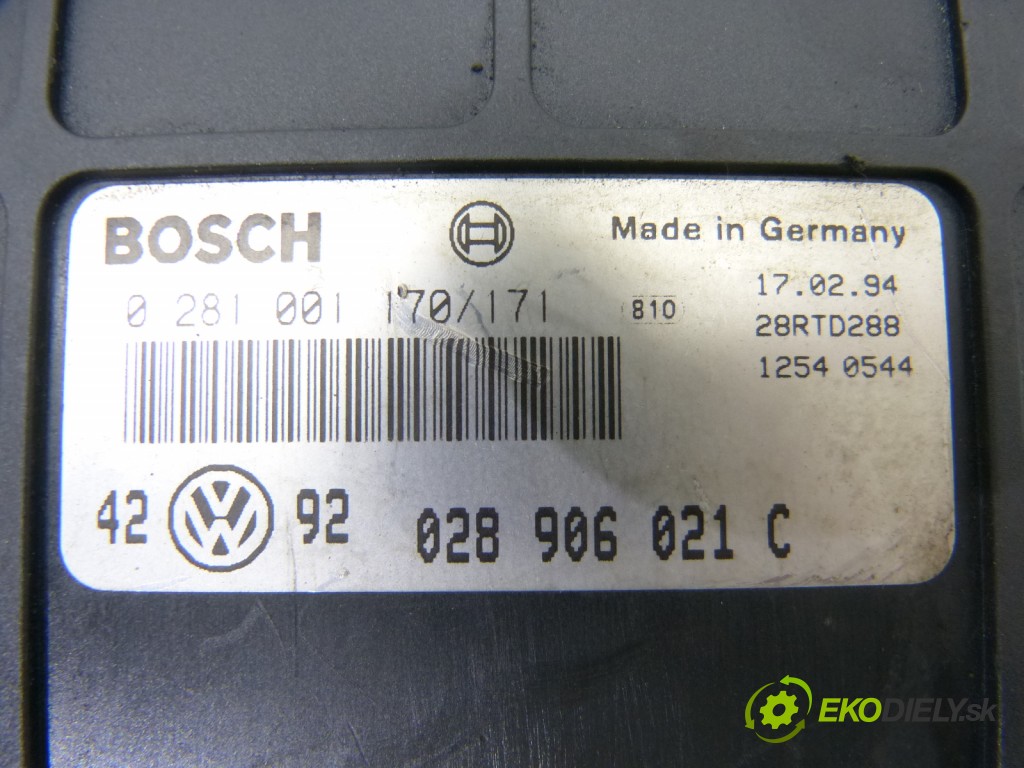 BOSCH
Made in Germany
0 281 001 170/171
810
17.02.94
28RTD288
1254 0544
42 VW 92 028 906 021 C
EKODIELY.sk